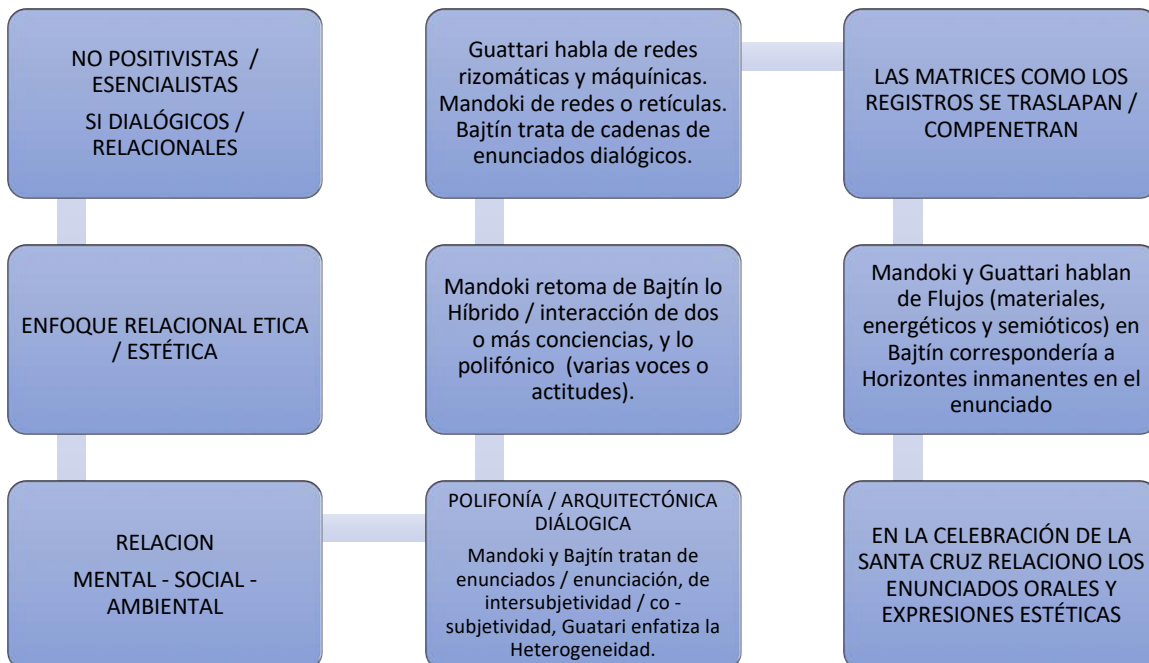 NO POSITIVISTAS /
ESENCIALISTAS
SI DIALÓGICOS /
RELACIONALES
ENFOQUE RELACIONAL ETICA
/ ESTÉTICA
RELACION
MENTAL - SOCIAL -
AMBIENTAL
POLIFONÍA / ARQUITECTÓNICA
DIÁLOGICA
Mandoki y Bajtín tratan de
enunciados / enunciación, de
intersubjetividad / co -
subjetividad, Guatari enfatiza la
Heterogeneidad.
Mandoki retoma de Bajtín lo
Híbrido / interacción de dos
o más conciencias, y lo
polifónico (varias voces o
actitudes).
Guattari habla de redes
rizomáticas y máquínicas.
Mandoki de redes o retículas.
Bajtín trata de cadenas de
enunciados dialógicos.
LAS MATRICES COMO LOS
REGISTROS SE TRASLAPAN /
COMPENETRAN
Mandoki y Guattari hablan
de Flujos (materiales,
energéticos y semióticos) en
Bajtín correspondería a
Horizontes inmanentes en el
enunciado
EN LA CELEBRACIÓN DE LA
SANTA CRUZ RELACIONO LOS
ENUNCIADOS ORALES Y
EXPRESIONES ESTÉTICAS